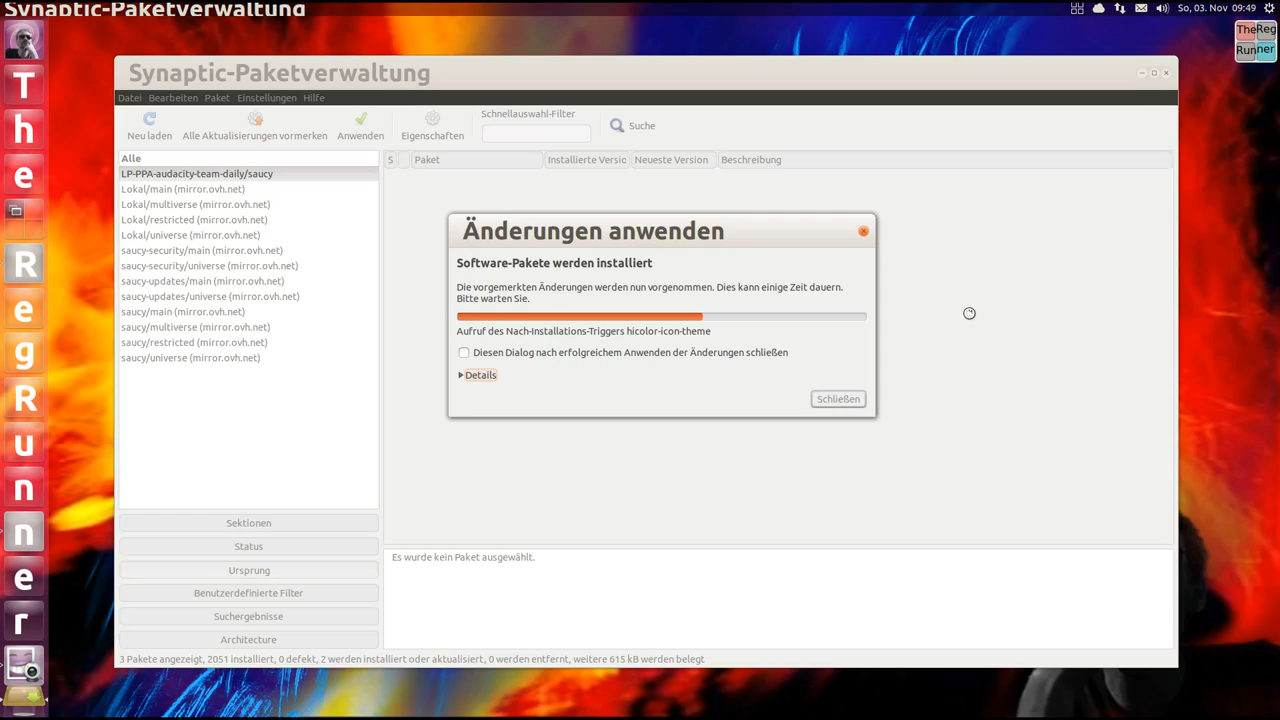 Synaptic-Paketverwaltung
So, 03. Nov 09:49
TheReg
Runner
T
h
e
R
e
g
R
u
n
n
e
r
Synaptic-Paketverwaltung
Datei Bearbeiten Paket Einstellungen Hilfe
Neu laden Alle Aktualisierungen vormerken Anwenden Eigenschaften Schnellauswahl-Filter Suche
Alle
LP-PPA-audacity-team-daily/saucy
Lokal/main (mirror.ovh.net)
Lokal/multiverse (mirror.ovh.net)
Lokal/restricted (mirror.ovh.net)
Lokal/universe (mirror.ovh.net)
saucy-security/main (mirror.ovh.net)
saucy-security/universe (mirror.ovh.net)
saucy-updates/main (mirror.ovh.net)
saucy-updates/universe (mirror.ovh.net)
saucy/main (mirror.ovh.net)
saucy/multiverse (mirror.ovh.net)
saucy/restricted (mirror.ovh.net)
saucy/universe (mirror.ovh.net)
Sektionen
Status
Ursprung
Benutzerdefinierte Filter
Suchergebnisse
Architecture
S Paket Installierte Versio Neueste Version Beschreibung
Änderungen anwenden
Software-Pakete werden installiert
Die vorgemerkten Änderungen werden nun vorgenommen. Dies kann einige Zeit dauern.
Bitte warten Sie.
Aufruf des Nach-Installations-Triggers hicolor-icon-theme
Diesen Dialog nach erfolgreichem Anwenden der Änderungen schließen
Details
Schließen
Es wurde kein Paket ausgewählt.
3 Pakete angezeigt, 2051 installiert, 0 defekt, 2 werden installiert oder aktualisiert, 0 werden entfernt, weitere 615 kB werden belegt